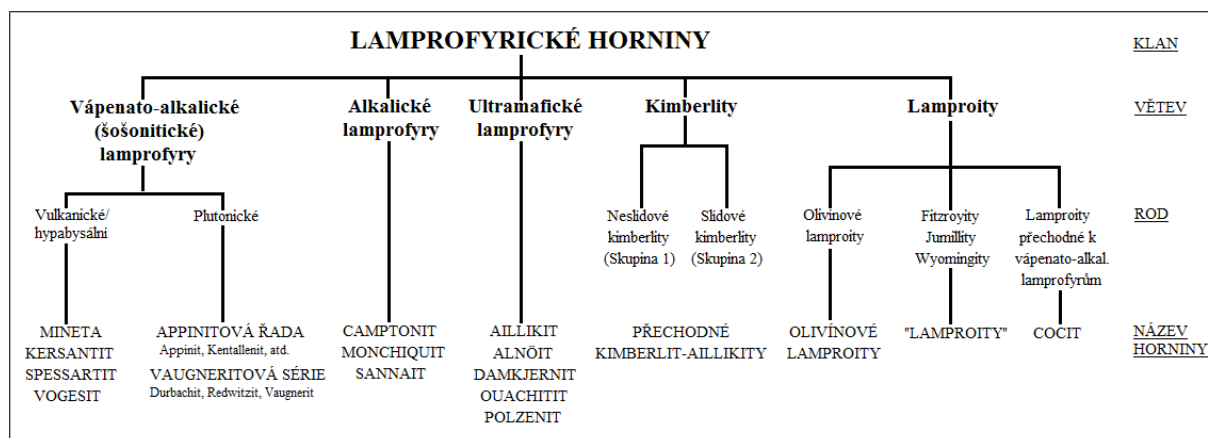 LAMPROFYRICKÉ HORNINY
KLAN
Vápenato-alkalické
(šošonitické)
lamprofyry
Alkalické
lamprofyry
Ultramafické
lamprofyry
Kimberlity
Lamproity
VĚTEV
Vulkanické/
hypabysální
Plutonické
Neslídové
kimberlity
(Skupina 1)
Slídové
kimberlity
(Skupina 2)
Olivinové
lamproity
Fitzroyity
Jumillity
Wyomingity
Lamproity
přechodné k
vápenato-alkal.
lamprofyrům
ROD
MINETA
KERSANTIT
SPESSARTIT
VOGESIT
APPINITOVÁ ŘADA
Appinit, Kentallenit, atd.
VAUGNERITOVÁ SÉRIE
Durbachit, Redwitzit, Vaugnerit
CAMPTONIT
MONCHIQUIT
SANNAIT
AILLIKIT
ALNÖIT
DAMKJERNIT
OUACHITIT
POLZENIT
PŘECHODNÉ
KIMBERLIT-AILLIKITY
OLIVÍNOVÉ
LAMPROITY
"LAMPROITY"
COCIT
NÁZEV
HORNINY